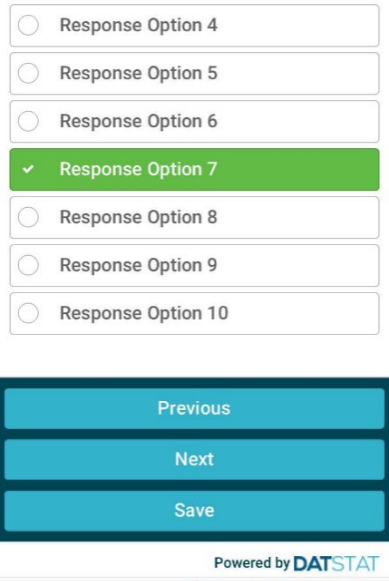 Response Option 4
Response Option 5
Response Option 6
Response Option 7
Response Option 8
Response Option 9
Response Option 10
Previous
Next
Save
Powered by DATSTAT